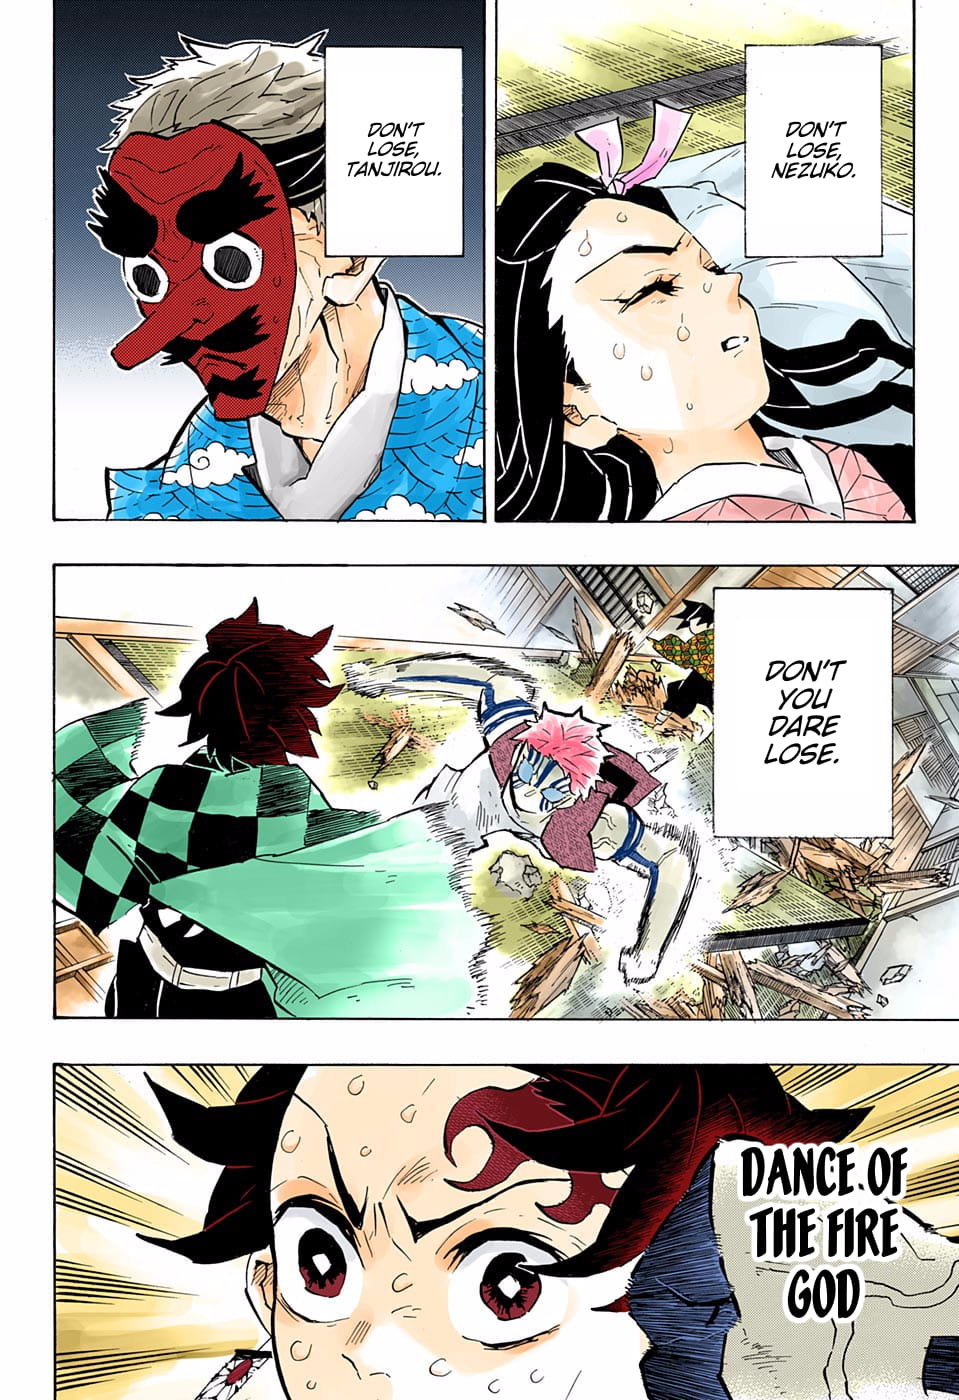 DON'T
LOSE,
NEZUKO.
DON'T
LOSE,
TANJIROU.
DON'T
YOU
DARE
LOSE.
DANCE OF
THE FIRE
GOD